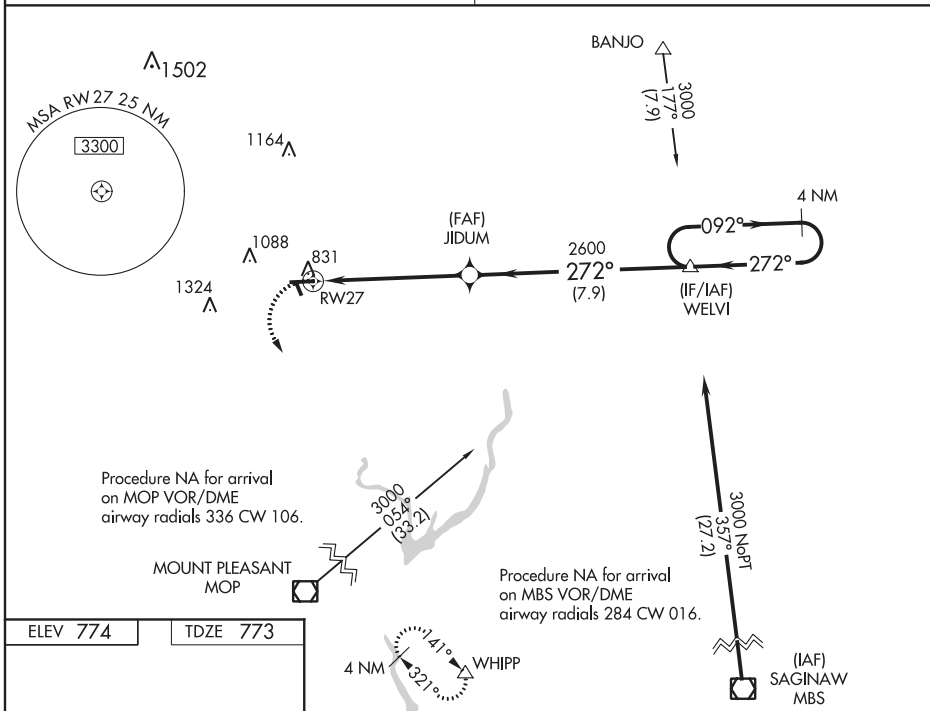 1502
MSA RW27 25 NM
3300
1164
1088
831
1324
RW27
(FAF)
JIDUM
2600
272°
(7.9)
BANJO
3000
177°
(7.9)
4 NM
092°
272°
(IF/IAF)
WELVI
Procedure NA for arrival
on MOP VOR/DME
airway radials 336 CW 106.
3000
054°
(33.2)
MOUNT PLEASANT
MOP
3000 NoPT
357°
(27.2)
Procedure NA for arrival
on MBS VOR/DME
airway radials 284 CW 016.
(IAF)
SAGINAW
MBS
ELEV 774
TDZE 773
4 NM
141°
321°
WHIPP